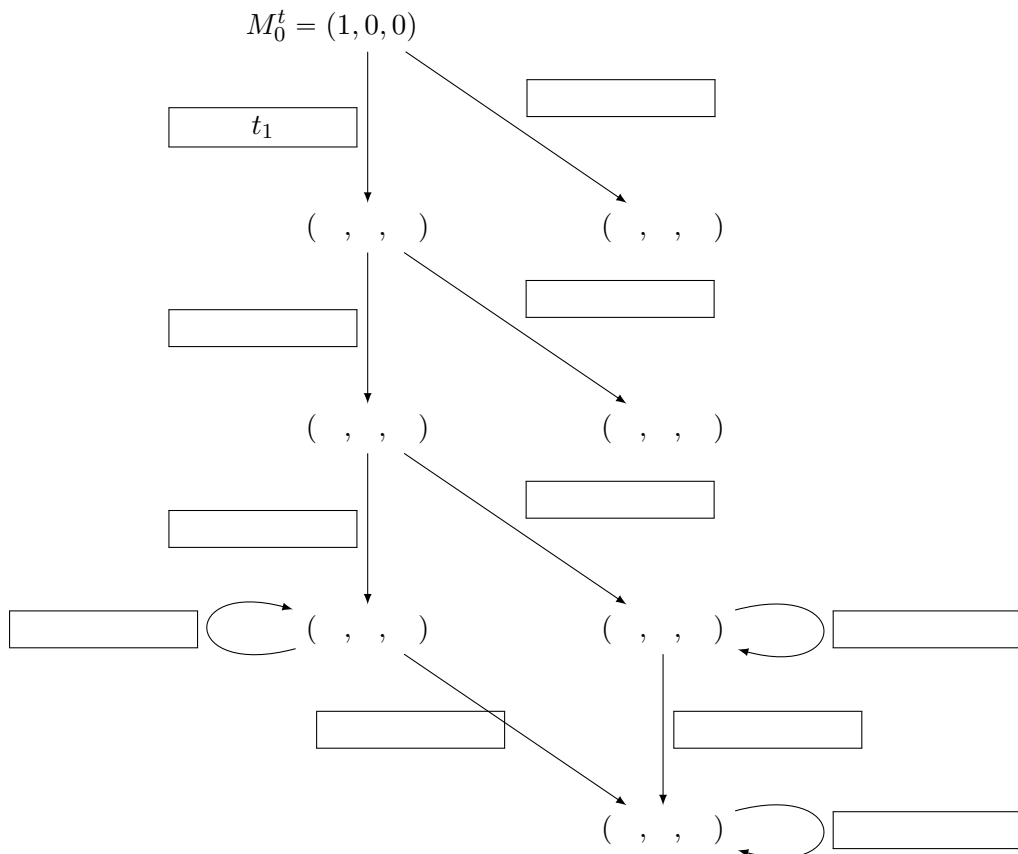 M_0^t = (1, 0, 0)
t_1
( , , ) ( , , )
( , , ) ( , , )
( , , ) ( , , )
( , , )